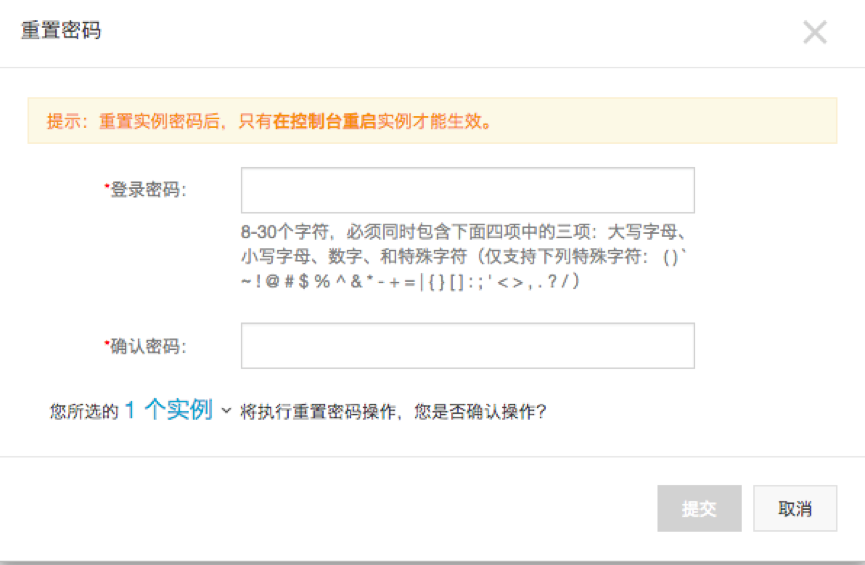 重置密码
提示：重置实例密码后，只有在控制台重启实例才能生效。
*登录密码:
8-30个字符，必须同时包含下面四项中的三项：大写字母、
小写字母、数字、和特殊字符（仅支持下列特殊字符： ( ) `
~ ! @ # $ % ^ & * - + = | { } [ ] : ; ' < > , . ? / ）
*确认密码:
您所选的 1 个实例 将执行重置密码操作，您是否确认操作?
提交 取消